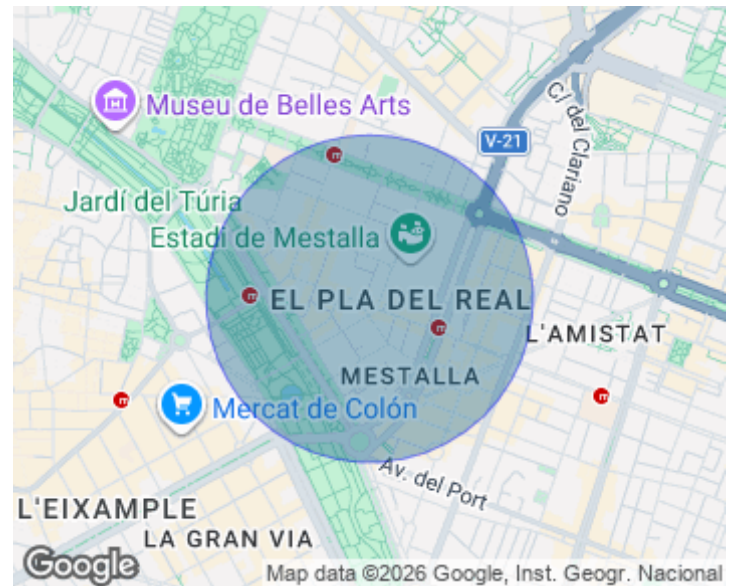 Museu de Belles Arts
V-21
C/ del Clariano
Jardí del Túria
Estadi de Mestalla
EL PLA DEL REAL
L'AMISTAT
MESTALLA
Mercat de Colón
Av. del Port
L'EIXAMPLE
LA GRAN VIA
Google
Map data ©2026 Google, Inst. Geogr. Nacional